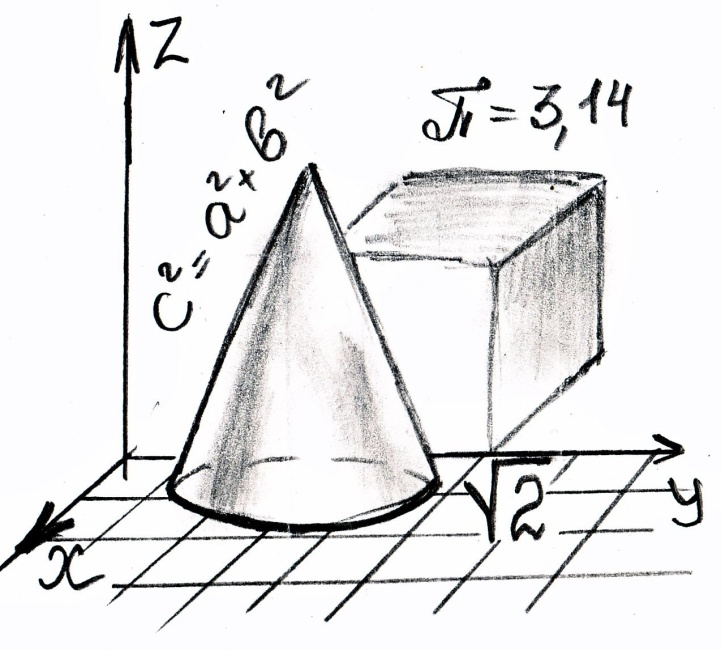 Z
π = 3,14
c² = a² + b²
√2
y
x